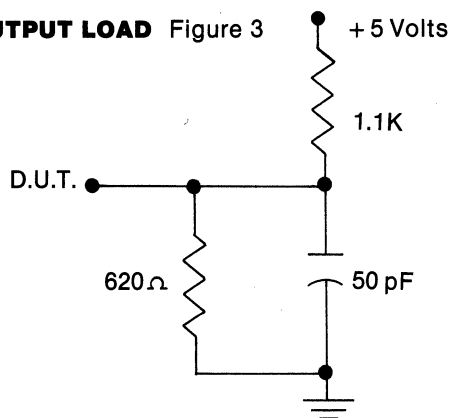 UTPUT LOAD Figure 3
+ 5 Volts
1.1K
D.U.T.
620Ω
50 pF